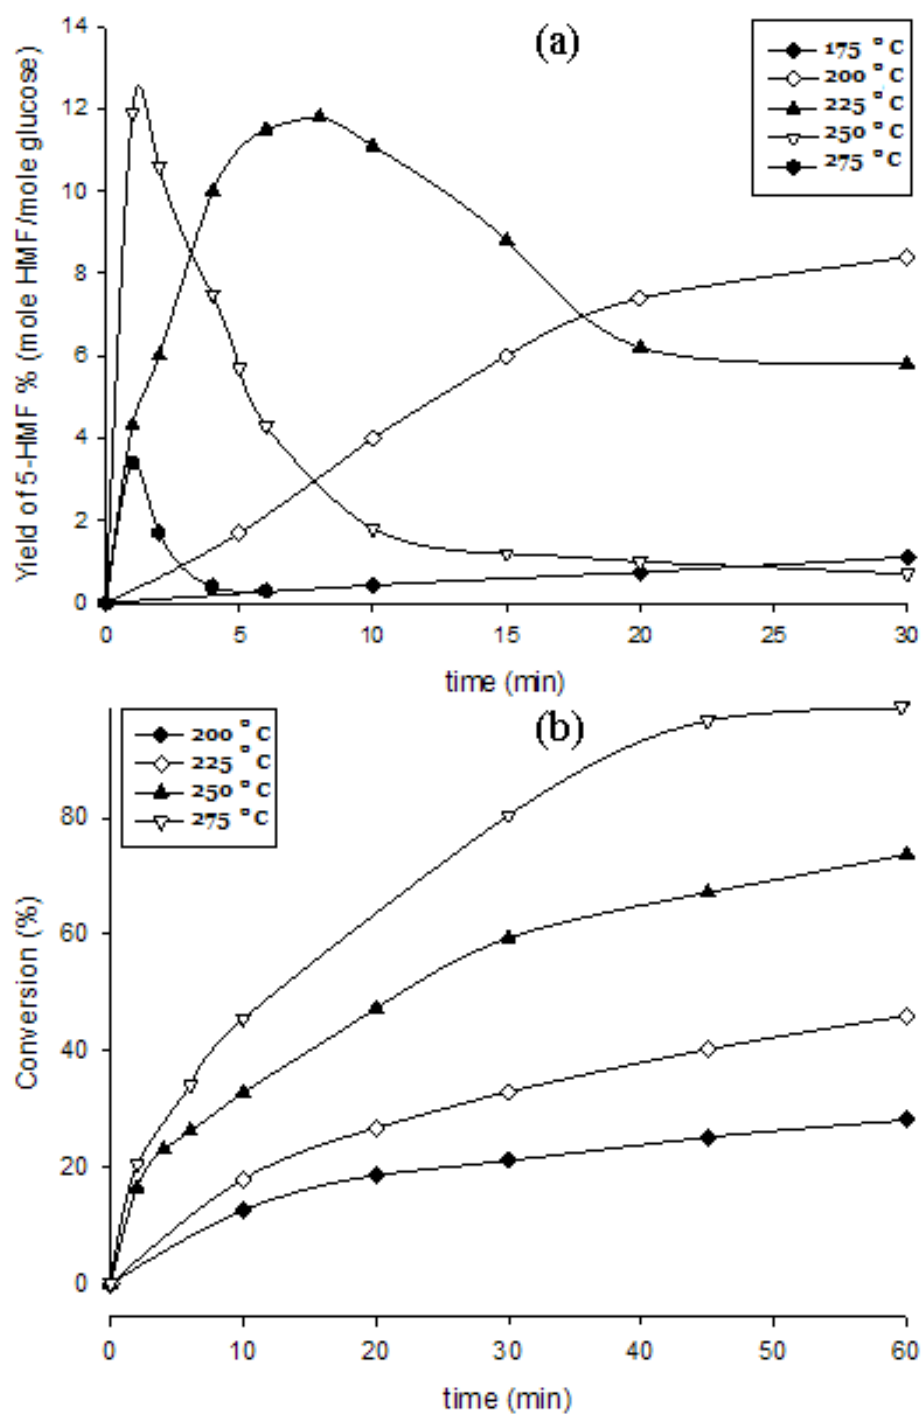 (a)
175 °C
200 °C
225 °C
250 °C
275 °C
Yield of 5-HMF % (mole HMF/mole glucose)
14
12
10
8
6
4
2
0
0 5 10 15 20 25 30
time (min)
(b)
200 °C
225 °C
250 °C
275 °C
Conversion (%)
80
60
40
20
0
0 10 20 30 40 50 60
time (min)